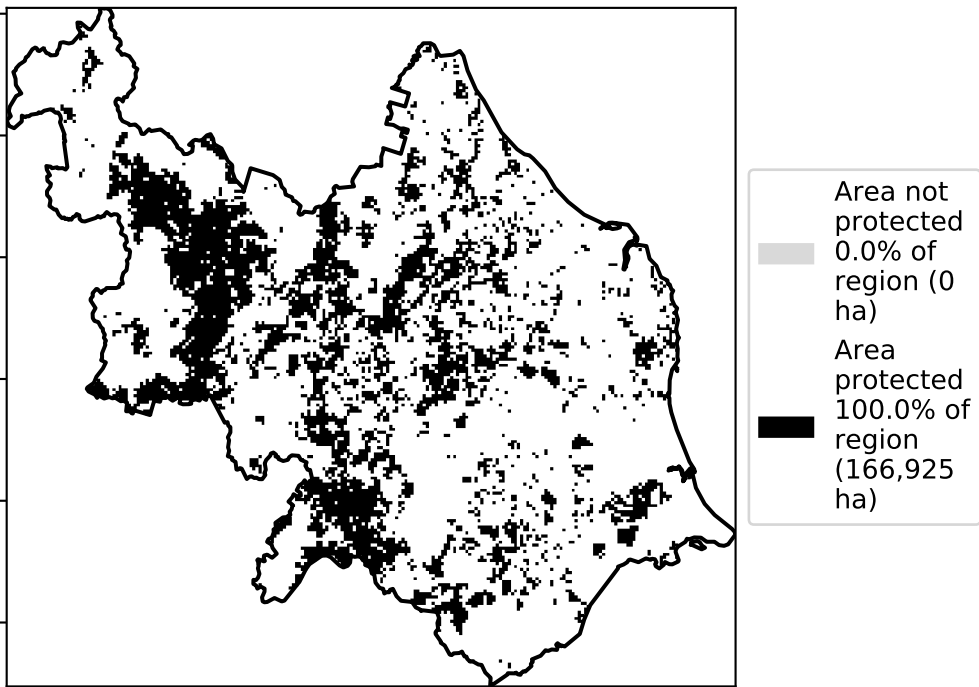 Area not
protected
0.0% of
region (0
ha)
Area
protected
100.0% of
region
(166,925
ha)